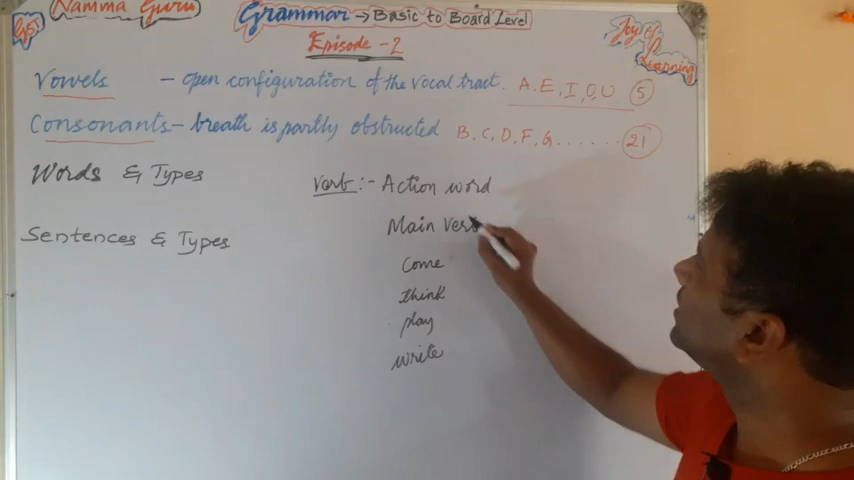 GST
Namma Guru
Grammar → Basic to Board Level
Joy of Learning
Episode - 2
Vowels - open configuration of the vocal tract. A.E, I, O, U 5
Consonants - breath is partly obstructed B, C, D, F, G....... 21
Words & Types
Verb :- Action word
Main Verb
Sentences & Types
Come
Think
play
write